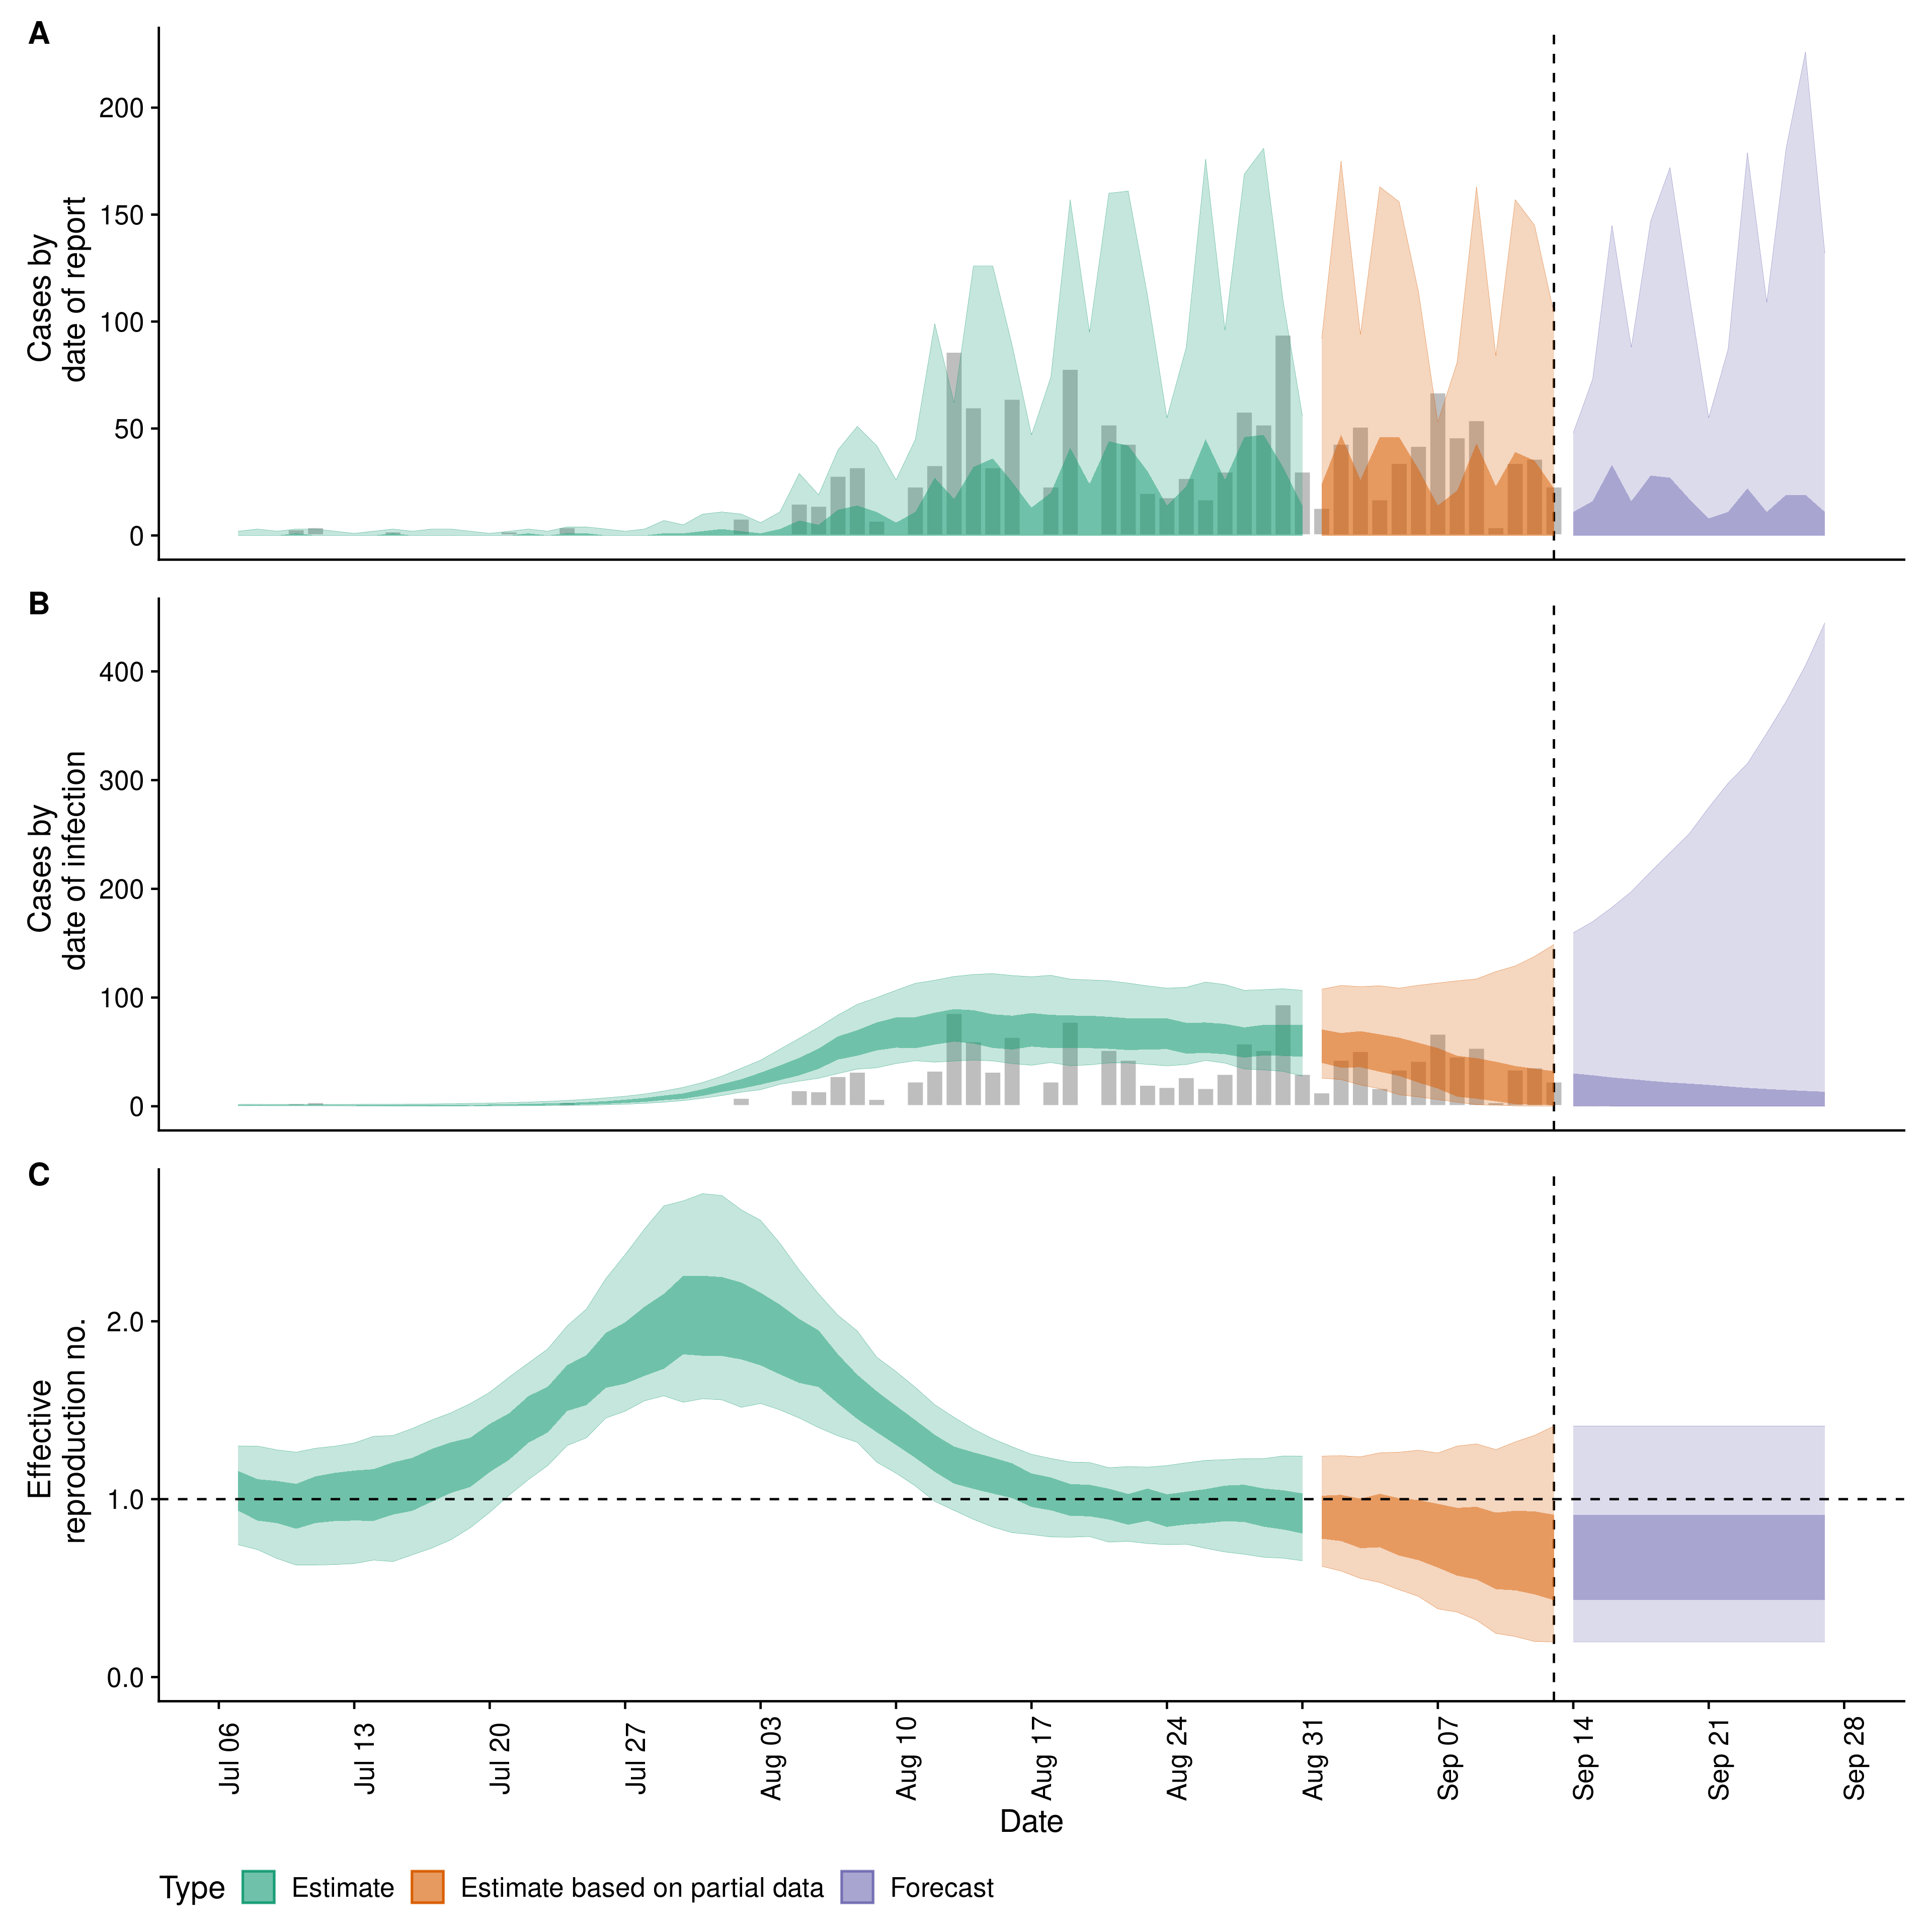 A
Cases by
date of report
200
150
100
50
0
B
Cases by
date of infection
400
300
200
100
0
C
Effective
reproduction no.
2.0
1.0
0.0
Jul 06
Jul 13
Jul 20
Jul 27
Aug 03
Aug 10
Aug 17
Aug 24
Aug 31
Sep 07
Sep 14
Sep 21
Sep 28
Date
Type Estimate Estimate based on partial data Forecast